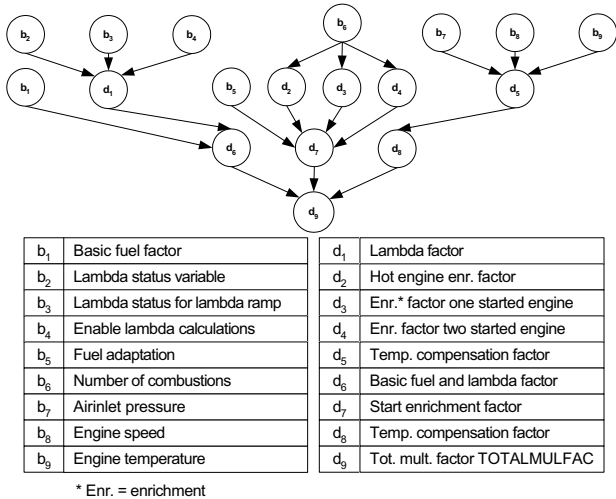 b₆
b₂ b₃ b₄ b₇ b₈ b₉
b₁ d₁ b₅ d₂ d₃ d₄ d₅
d₆ d₇ d₈
d₉
b₁ Basic fuel factor d₁ Lambda factor
b₂ Lambda status variable d₂ Hot engine enr. factor
b₃ Lambda status for lambda ramp d₃ Enr.* factor one started engine
b₄ Enable lambda calculations d₄ Enr. factor two started engine
b₅ Fuel adaptation d₅ Temp. compensation factor
b₆ Number of combustions d₆ Basic fuel and lambda factor
b₇ Airinlet pressure d₇ Start enrichment factor
b₈ Engine speed d₈ Temp. compensation factor
b₉ Engine temperature d₉ Tot. mult. factor TOTALMULFAC
* Enr. = enrichment